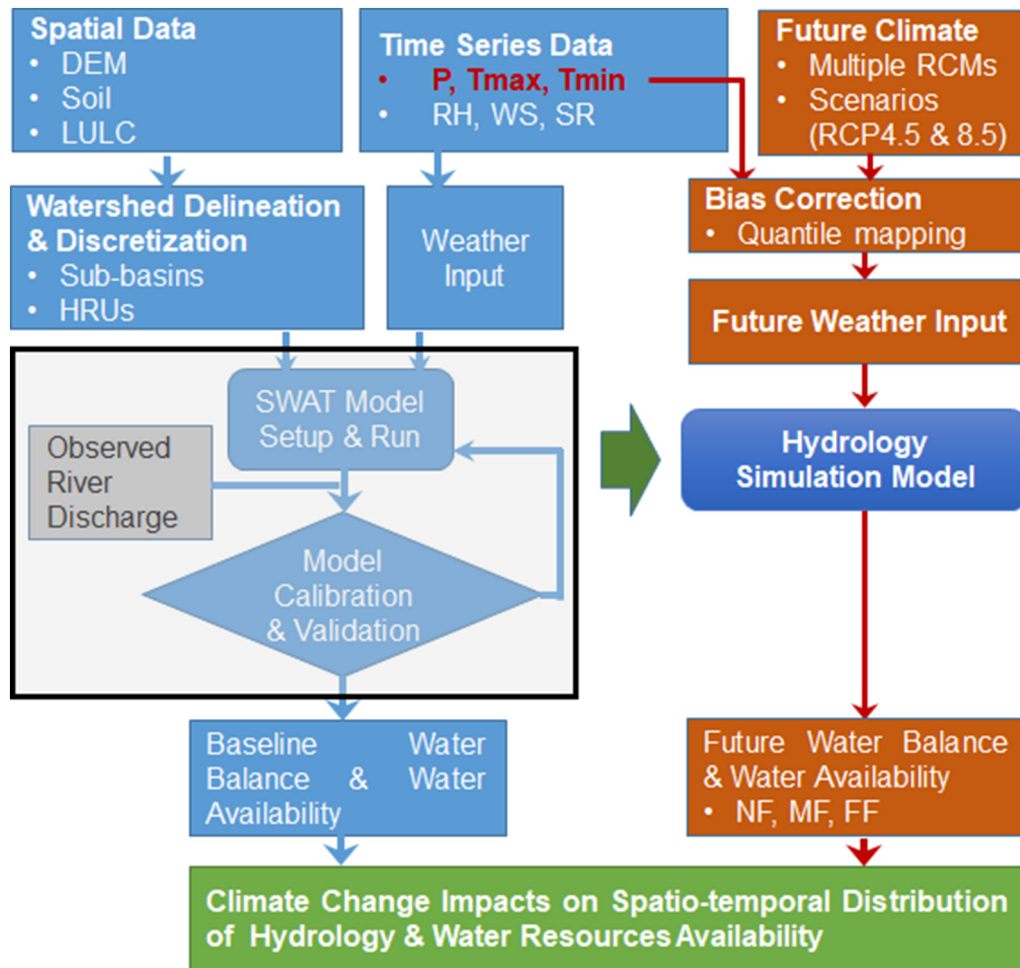 Spatial Data
• DEM
• Soil
• LULC
Time Series Data
• P, Tmax, Tmin
• RH, WS, SR
Future Climate
• Multiple RCMs
• Scenarios
(RCP4.5 & 8.5)
Watershed Delineation
& Discretization
• Sub-basins
• HRUs
Weather
Input
Bias Correction
• Quantile mapping
Future Weather Input
SWAT Model
Setup & Run
Observed
River
Discharge
Model
Calibration
& Validation
Hydrology
Simulation Model
Baseline Water
Balance & Water
Availability
Future Water Balance
& Water Availability
• NF, MF, FF
Climate Change Impacts on Spatio-temporal Distribution
of Hydrology & Water Resources Availability